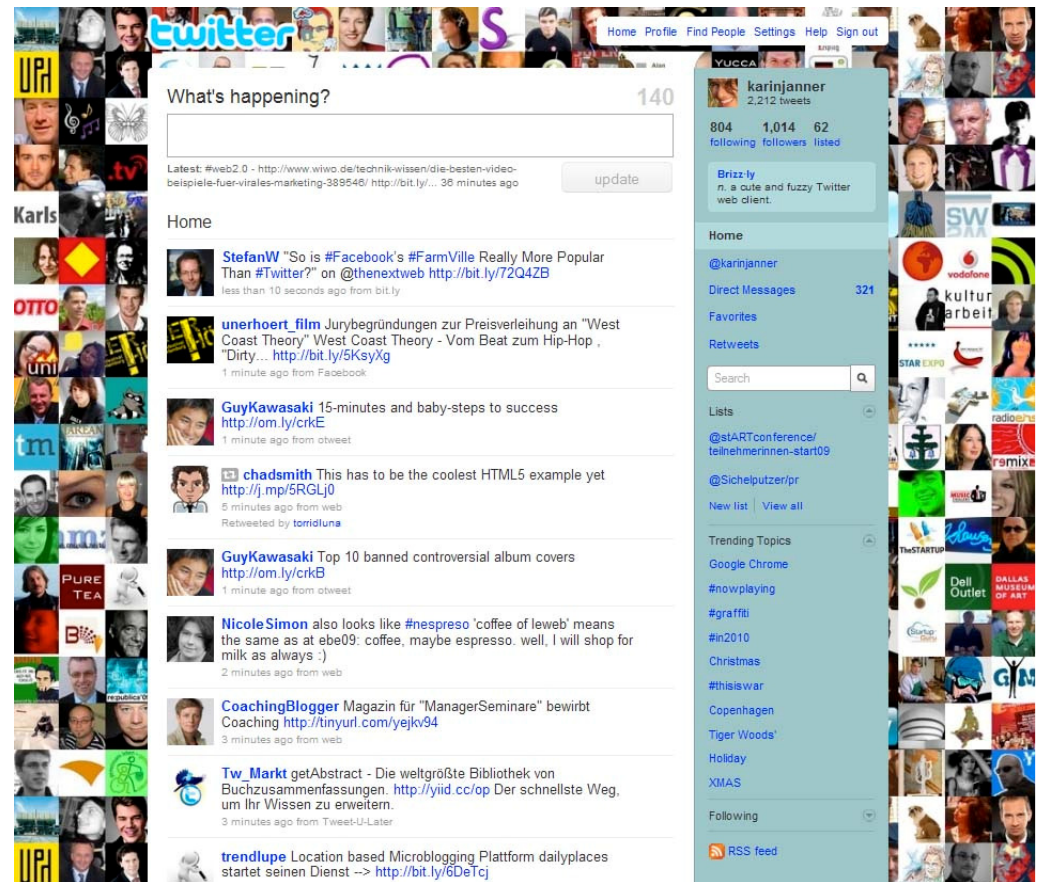 twitter
Home Profile Find People Settings Help Sign out
What's happening?
140
Latest: #web2.0 - http://www.wiwo.de/technik-wissen/die-besten-video-
beispiele-fuer-virales-marketing-389546/ http://bit.ly/... 36 minutes ago
update
Home
StefanW "So is #Facebook's #FarmVille Really More Popular
Than #Twitter?" on @thenextweb http://bit.ly/72Q4ZB
less than 10 seconds ago from bit.ly
unerhoert_film Jurybegründungen zur Preisverleihung an "West
Coast Theory" West Coast Theory - Vom Beat zum Hip-Hop ,
"Dirty... http://bit.ly/5KsyXg
1 minute ago from Facebook
GuyKawasaki 15-minutes and baby-steps to success
http://om.ly/crkE
1 minute ago from otweet
chadsmith This has to be the coolest HTML5 example yet
http://j.mp/5RGLj0
5 minutes ago from web
Retweeted by torridluna
GuyKawasaki Top 10 banned controversial album covers
http://om.ly/crkB
1 minute ago from otweet
NicoleSimon also looks like #nespreso 'coffee of leweb' means
the same as at ebe09: coffee, maybe espresso. well, I will shop for
milk as always :)
2 minutes ago from web
CoachingBlogger Magazin für "ManagerSeminare" bewirbt
Coaching http://tinyurl.com/yejkv94
3 minutes ago from web
Tw_Markt getAbstract - Die weltgrößte Bibliothek von
Buchzusammenfassungen. http://yiid.cc/op Der schnellste Weg,
um Ihr Wissen zu erweitern.
3 minutes ago from Tweet-U-Later
trendlupe Location based Microblogging Plattform dailyplaces
startet seinen Dienst --> http://bit.ly/6DeTcj
karinjanner
2,212 tweets
804 1,014 62
following followers listed
Brizz·ly
n. a cute and fuzzy Twitter
web client.
Home
@karinjanner
Direct Messages 321
Favorites
Retweets
Search
Lists
@stARTconference/
teilnehmerinnen-start09
@Sichelputzer/pr
New list View all
Trending Topics
Google Chrome
#nowplaying
#graffiti
#in2010
Christmas
#thisiswar
Copenhagen
Tiger Woods'
Holiday
XMAS
Following
RSS feed
UPd
.tv
Karls
OTTO
uni
tm
PURE
TEA
re:publica'09
UPd
YUCCA
SW
vodafone
kultur
arbeit
STAR EXPO
remix
MUSIC
TheSTARTUP
Dell
Outlet
DALLAS
MUSEUM
OF ART
Startup